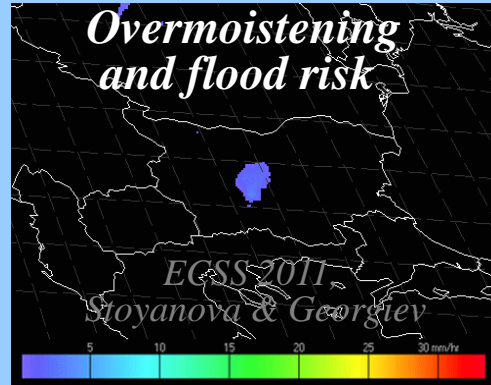 Overmoistening
and flood risk
ECSS 2011,
Stoyanova & Georgiev
5 10 15 20 25 30 mm/hr